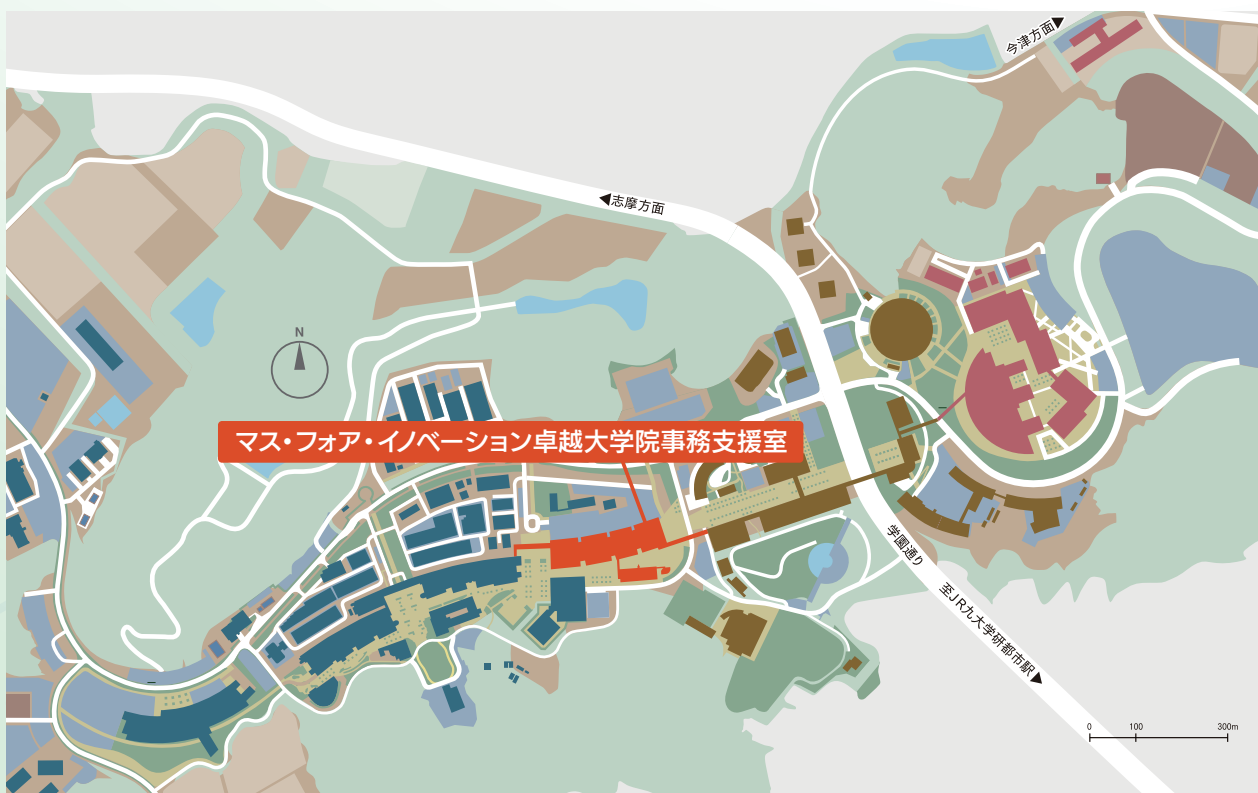 今津方面▶
◀志摩方面
N
マス・フォア・イノベーション卓越大学院事務支援室
学園通り
至JR九大学研都市駅▶
0 100 300m